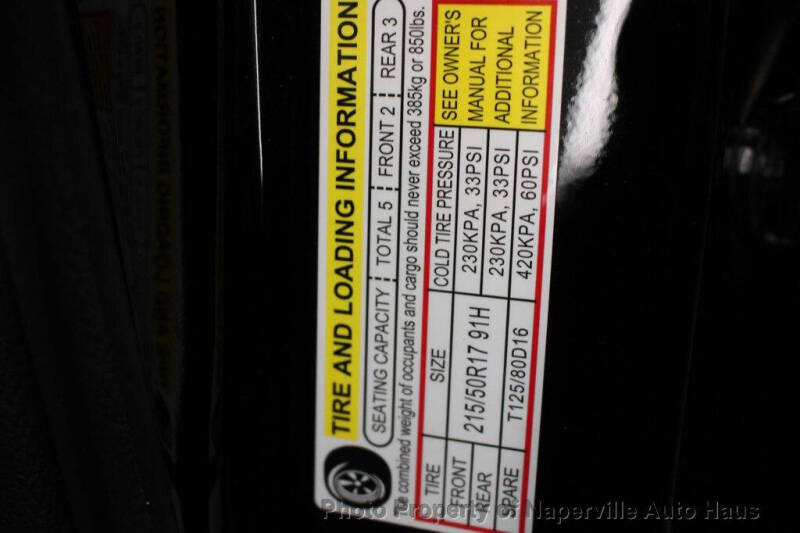 TIRE AND LOADING INFORMATION
SEATING CAPACITY TOTAL 5 FRONT 2 REAR 3
The combined weight of occupants and cargo should never exceed 385kg or 850lbs.
TIRE SIZE COLD TIRE PRESSURE SEE OWNER'S
FRONT 215/50R17 91H 230KPA, 33PSI MANUAL FOR
REAR 230KPA, 33PSI ADDITIONAL
SPARE T125/80D16 420KPA, 60PSI INFORMATION
Photo Property of Naperville Auto Haus